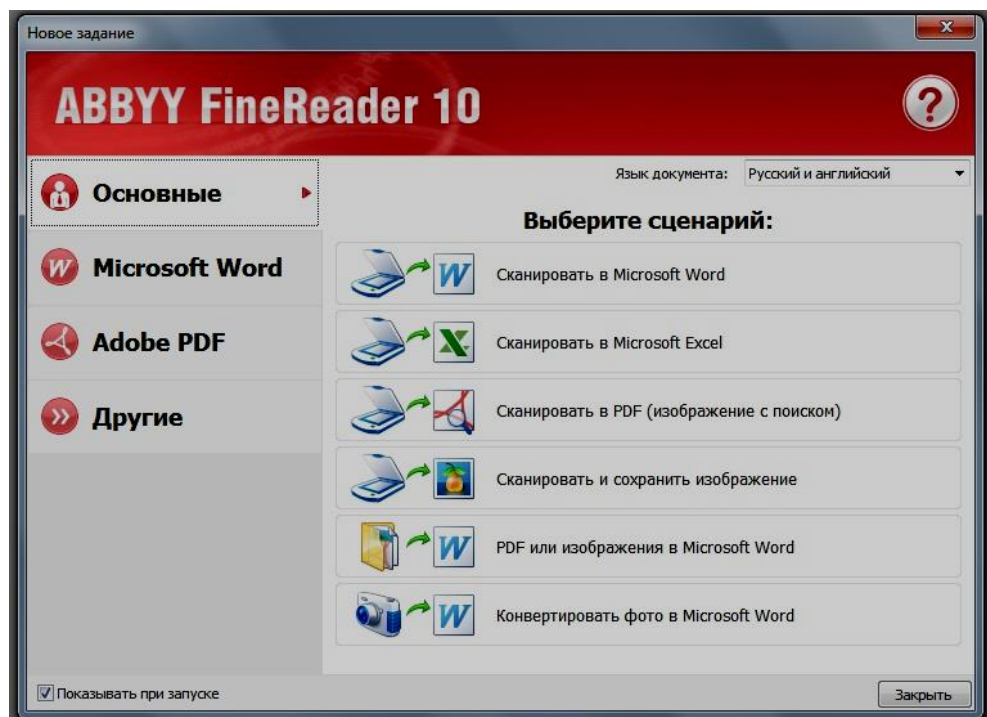 Новое задание
ABBYY FineReader 10
?
Язык документа: Русский и английский
Основные
Microsoft Word
Adobe PDF
Другие
Выберите сценарий:
Сканировать в Microsoft Word
Сканировать в Microsoft Excel
Сканировать в PDF (изображение с поиском)
Сканировать и сохранить изображение
PDF или изображения в Microsoft Word
Конвертировать фото в Microsoft Word
Показывать при запуске
Закрыть